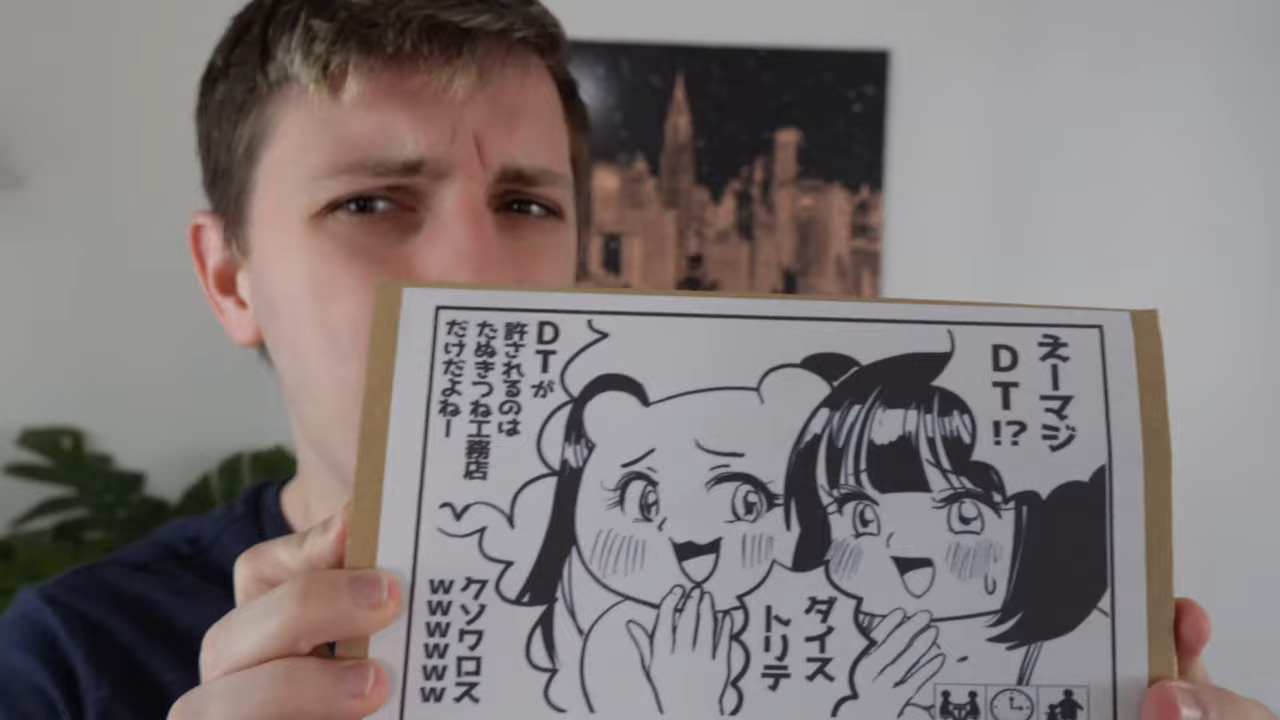 えーマジ
DT!?
ダイス
トリテ
DTが
許されるのは
たぬきつね工務店
だけだよねー
クソワロス
wwwwww